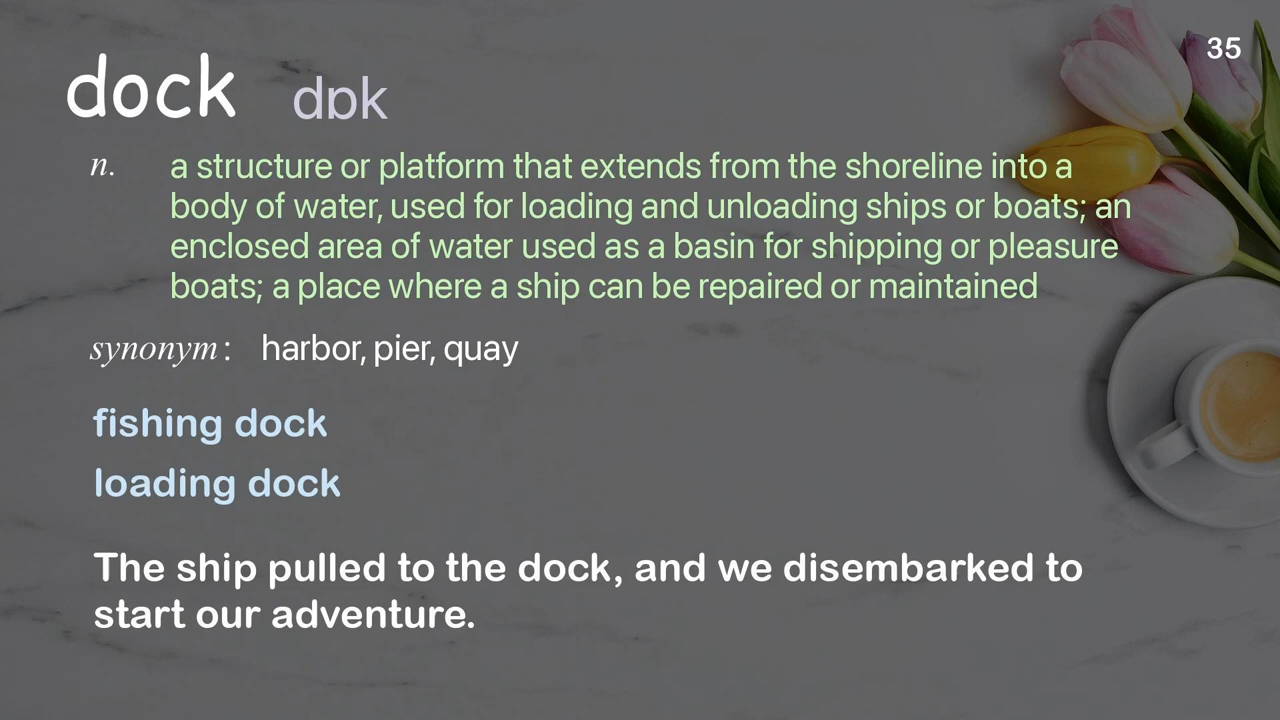 35
dock dɒk
n. a structure or platform that extends from the shoreline into a
body of water, used for loading and unloading ships or boats; an
enclosed area of water used as a basin for shipping or pleasure
boats; a place where a ship can be repaired or maintained
synonym: harbor, pier, quay
fishing dock
loading dock
The ship pulled to the dock, and we disembarked to
start our adventure.